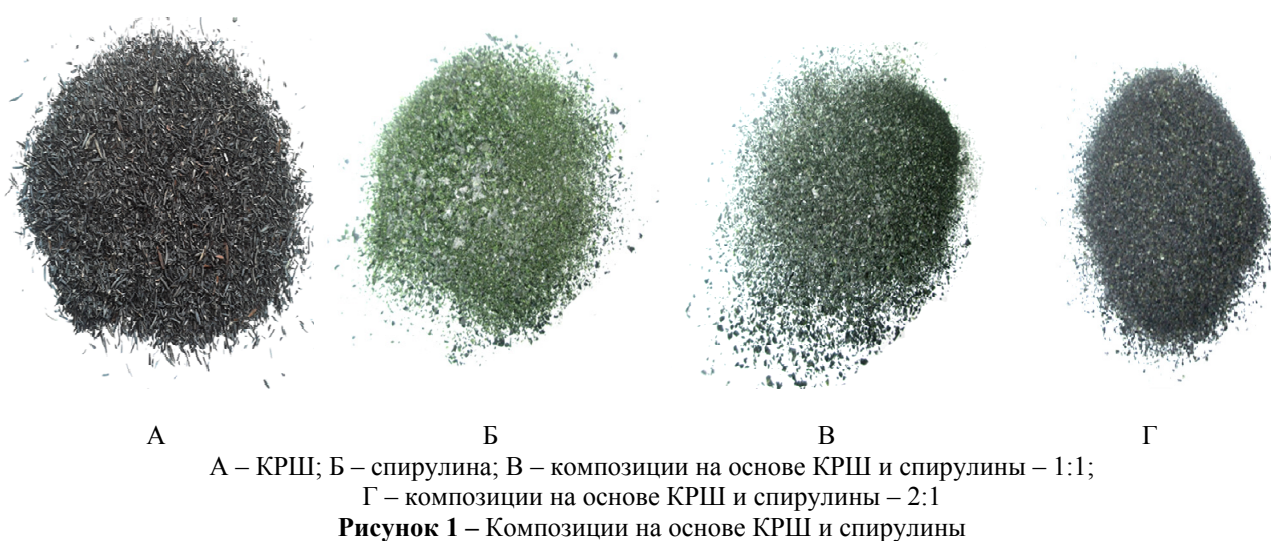 А Б В Г
А – КРШ; Б – спирулина; В – композиции на основе КРШ и спирулины – 1:1;
Г – композиции на основе КРШ и спирулины – 2:1
Рисунок 1 – Композиции на основе КРШ и спирулины